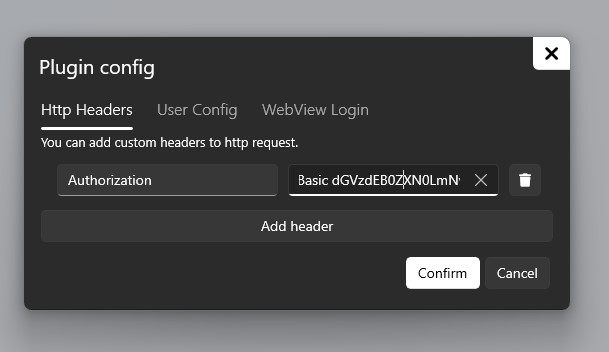 Plugin config
Http Headers User Config WebView Login
You can add custom headers to http request.
Authorization Basic dGVzdEB0ZXN0LmN
Add header
Confirm Cancel